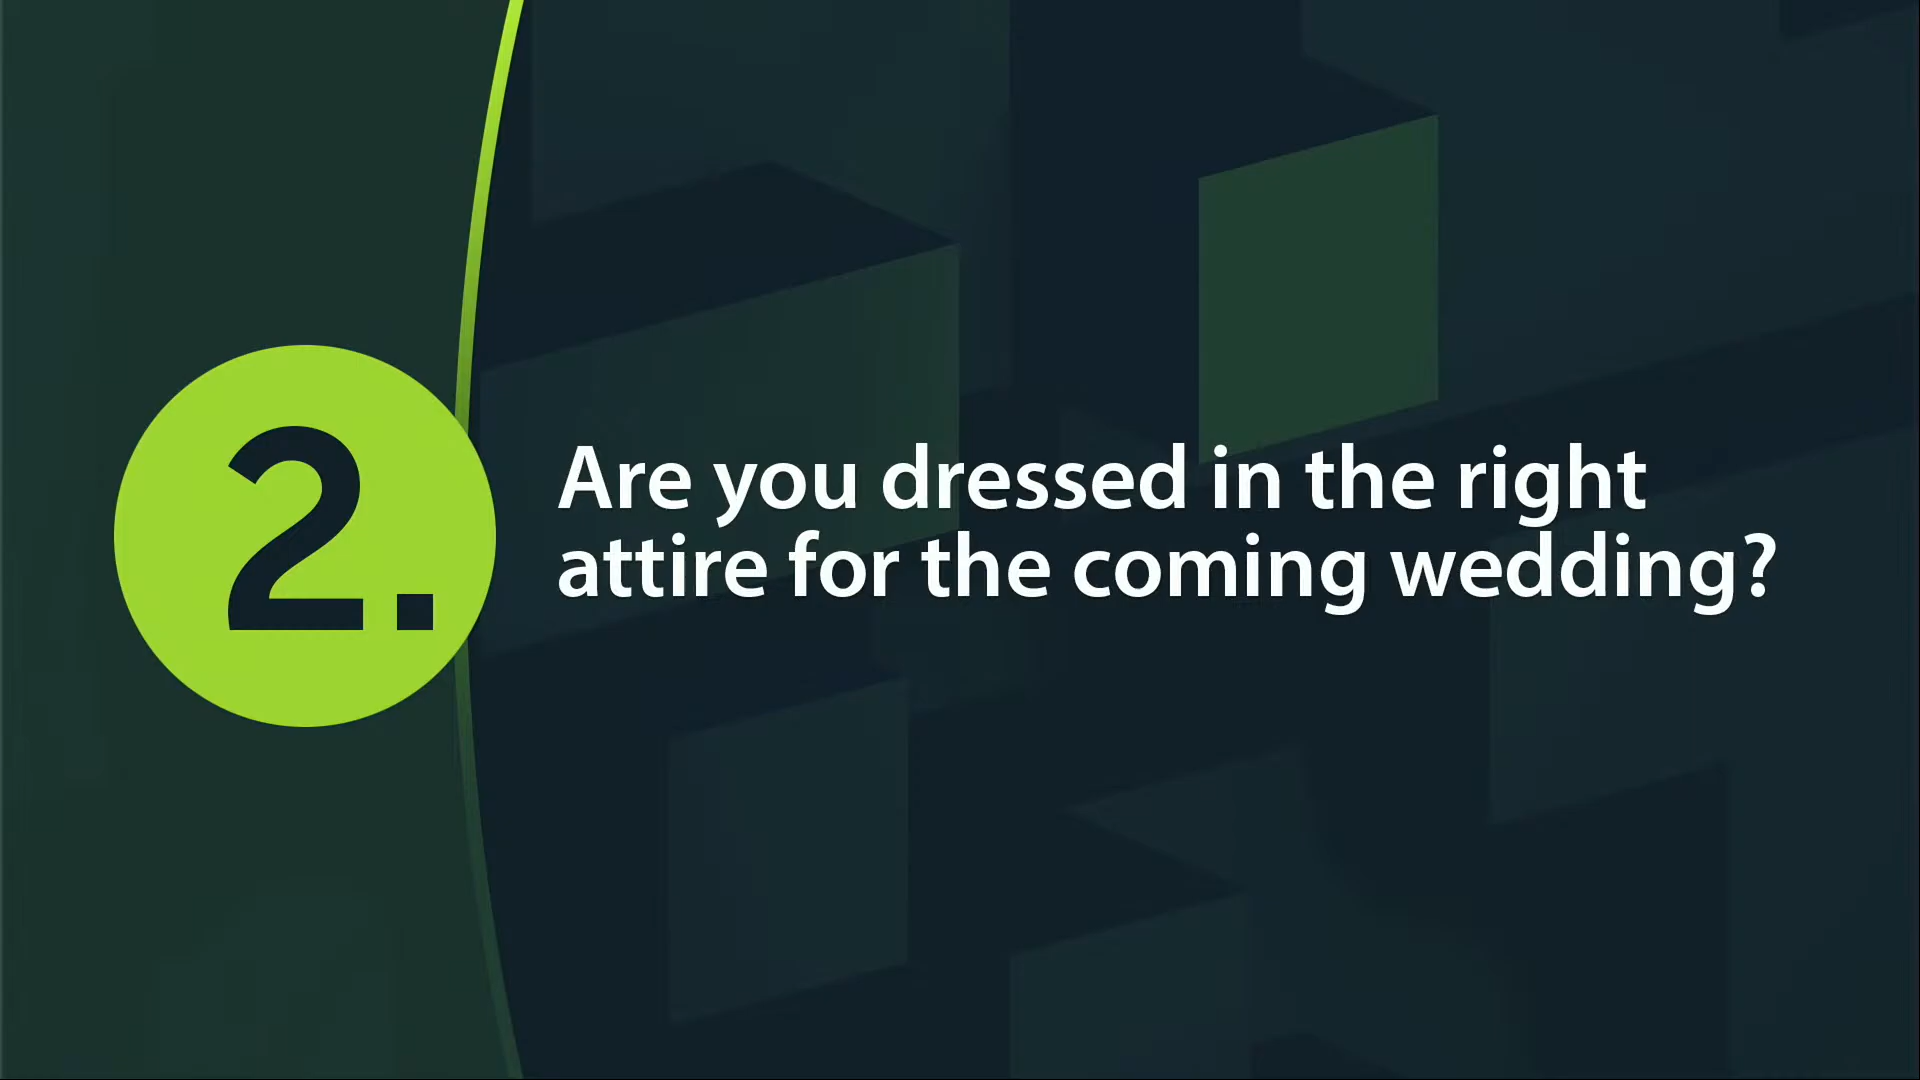 2.
Are you dressed in the right
attire for the coming wedding?